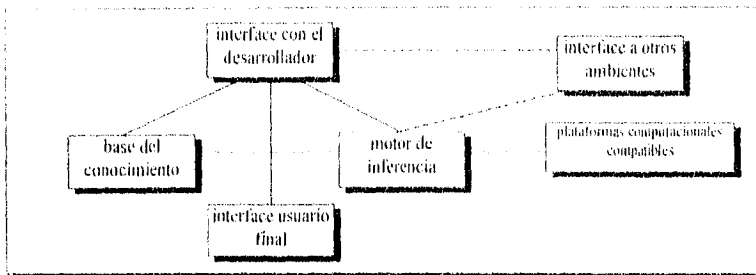 interface con el
desarrollador
interface a otros
ambientes
base del
conocimiento
motor de
inferencia
plataformas computacionales
compatibles
interface usuario
final